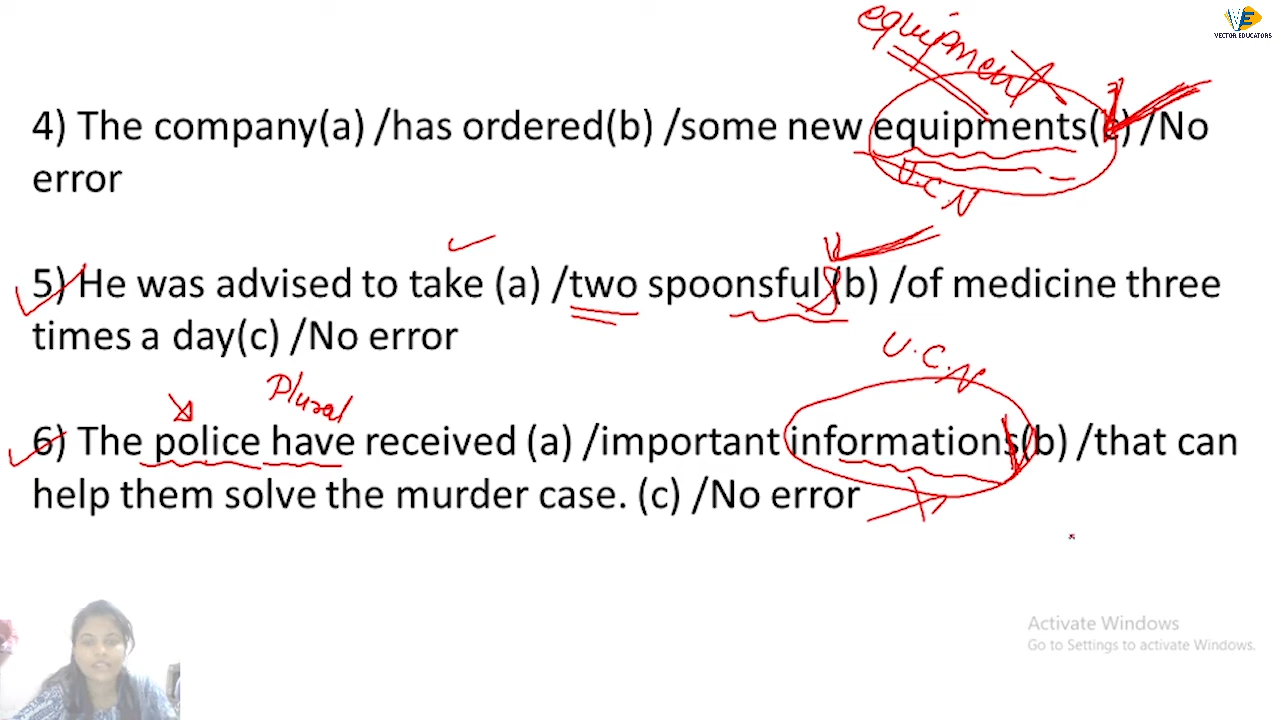 VECTOR EDUCATORS
equipment
4) The company(a) /has ordered(b) /some new equipments(c) /No
error
U.C.N
5) He was advised to take (a) /two spoonsful (b) /of medicine three
times a day(c) /No error
U.C.N
Plural
6) The police have received (a) /important informations(b) /that can
help them solve the murder case. (c) /No error
Activate Windows
Go to Settings to activate Windows.